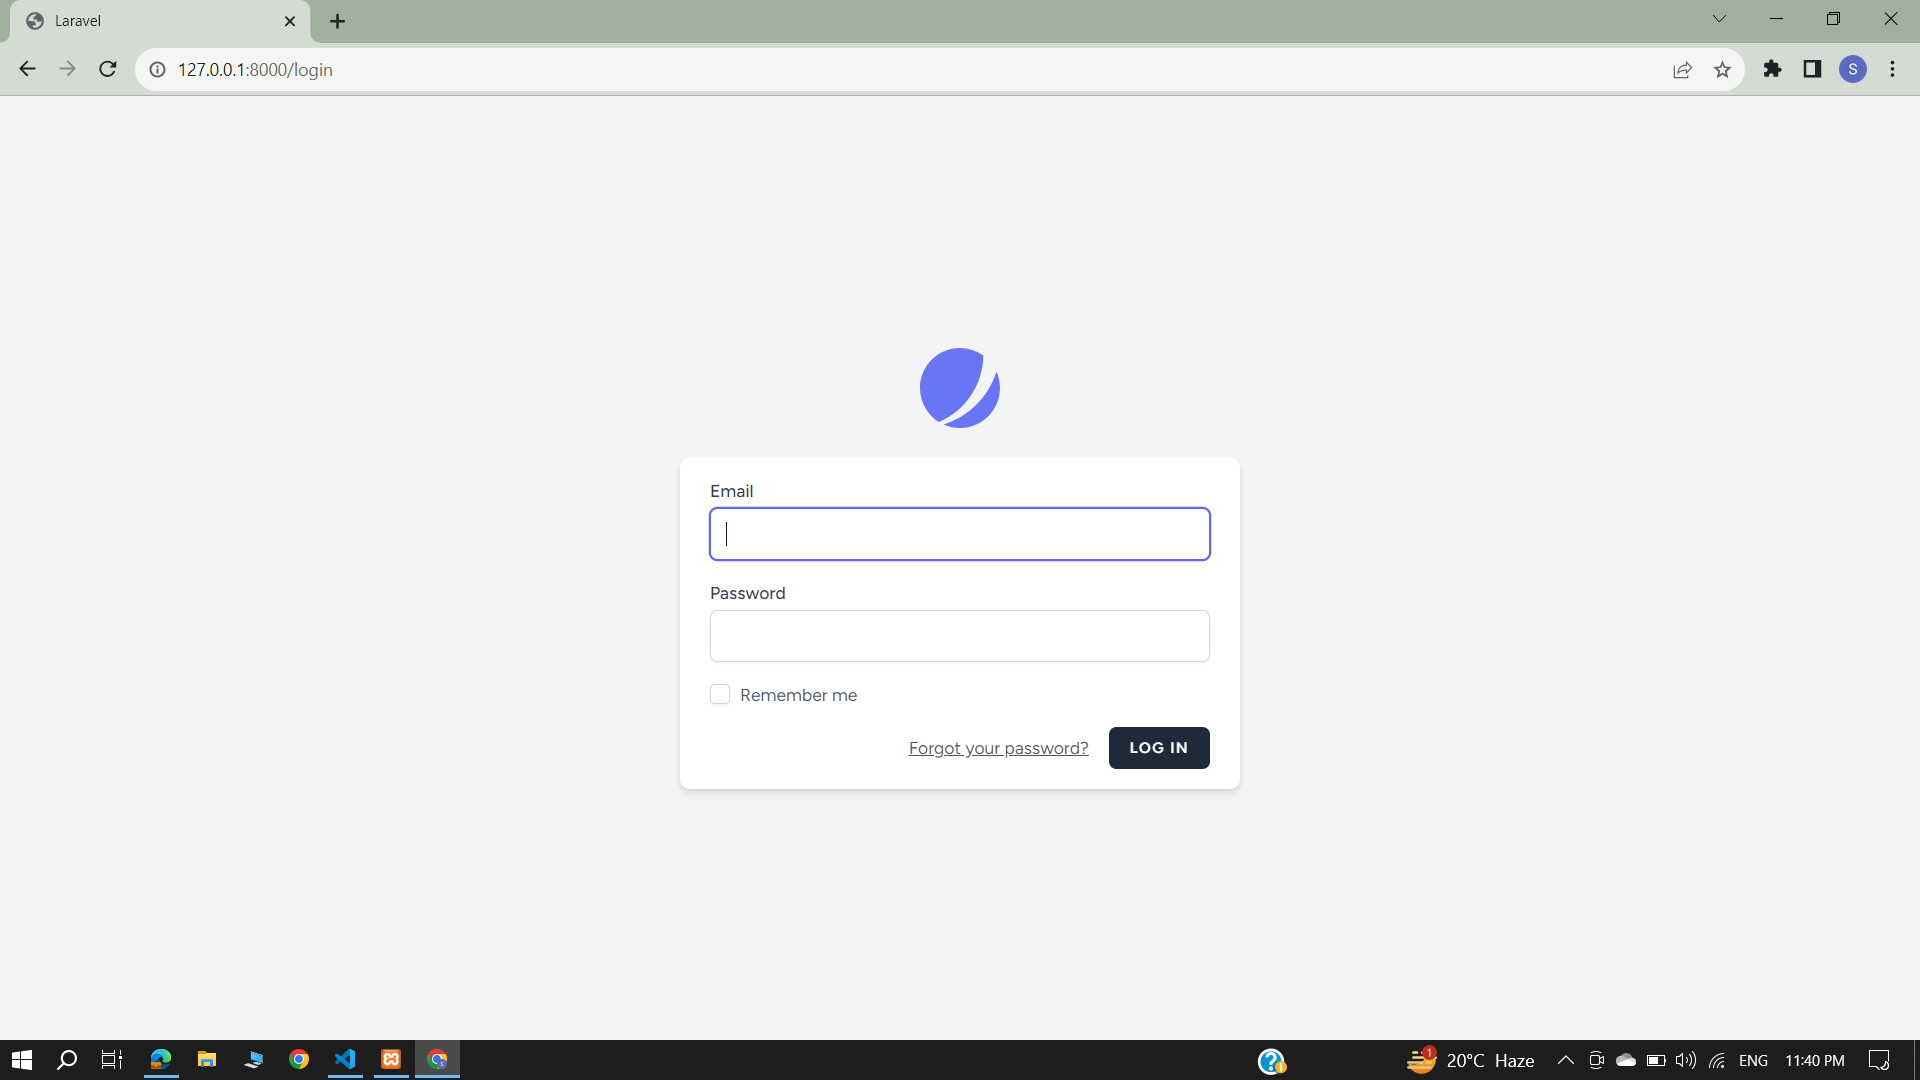 Laravel
127.0.0.1:8000/login
S
Email
Password
Remember me
Forgot your password?
LOG IN
1
20°C Haze
ENG
11:40 PM